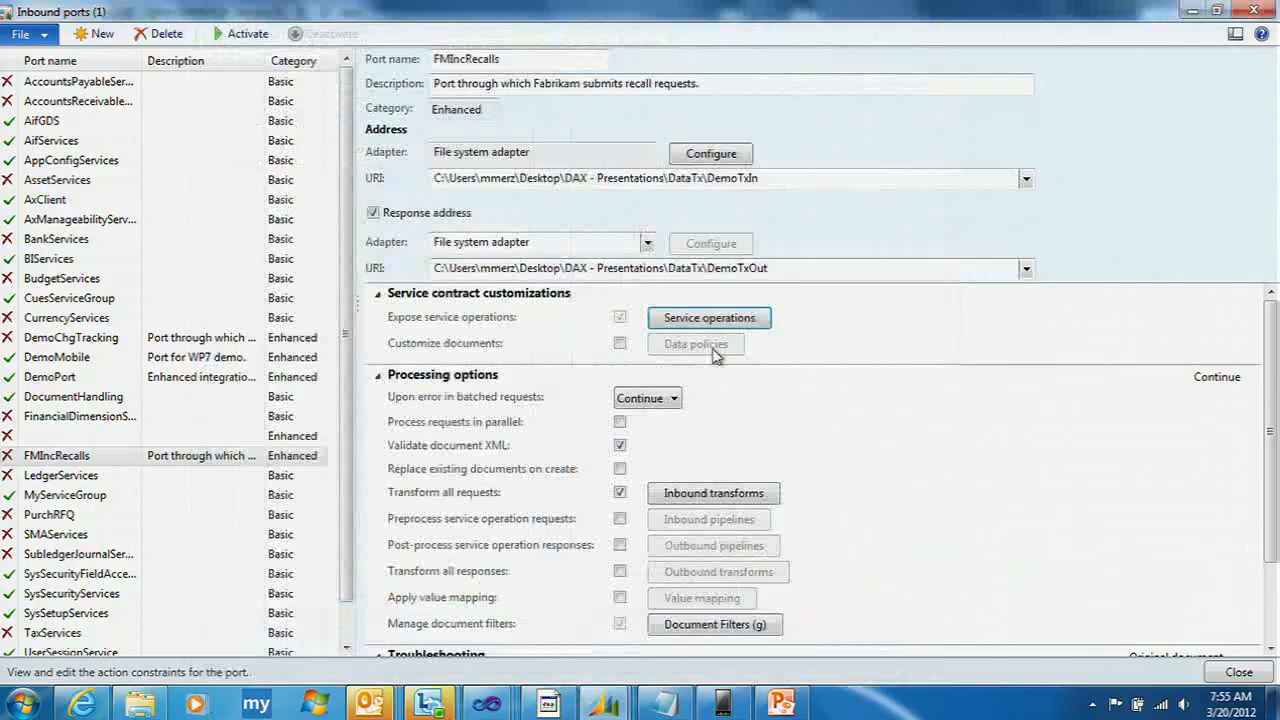 Inbound ports (1)
File New Delete Activate Deactivate
Port name Description Category
AccountsPayableSer... Basic
AccountsReceivable... Basic
AifGDS Basic
AifServices Basic
AppConfigServices Basic
AssetServices Basic
AxClient Basic
AxManageabilityServ... Basic
BankServices Basic
BIServices Basic
BudgetServices Basic
CuesServiceGroup Basic
CurrencyServices Basic
DemoChgTracking Port through which ... Enhanced
DemoMobile Port for WP7 demo. Enhanced
DemoPort Enhanced integratio... Enhanced
DocumentHandling Basic
FinancialDimensionS... Basic
Enhanced
FMIncRecalls Port through which ... Enhanced
LedgerServices Basic
MyServiceGroup Basic
PurchRFQ Basic
SMAServices Basic
SubledgerJournalSer... Basic
SysSecurityFieldAcce... Basic
SysSecurityServices Basic
SysSetupServices Basic
TaxServices Basic
UserSessionService Basic
Port name: FMIncRecalls
Description: Port through which Fabrikam submits recall requests.
Category: Enhanced
Address
Adapter: File system adapter Configure
URI: C:\Users\mmerz\Desktop\DAX - Presentations\DataTx\DemoTxIn
Response address
Adapter: File system adapter Configure
URI: C:\Users\mmerz\Desktop\DAX - Presentations\DataTx\DemoTxOut
Service contract customizations
Expose service operations: Service operations
Customize documents: Data policies
Processing options Continue
Upon error in batched requests: Continue
Process requests in parallel:
Validate document XML:
Replace existing documents on create:
Transform all requests: Inbound transforms
Preprocess service operation requests: Inbound pipelines
Post-process service operation responses: Outbound pipelines
Transform all responses: Outbound transforms
Apply value mapping: Value mapping
Manage document filters: Document Filters (g)
Troubleshooting Original document
View and edit the action constraints for the port. Close
my
7:55 AM
3/20/2012